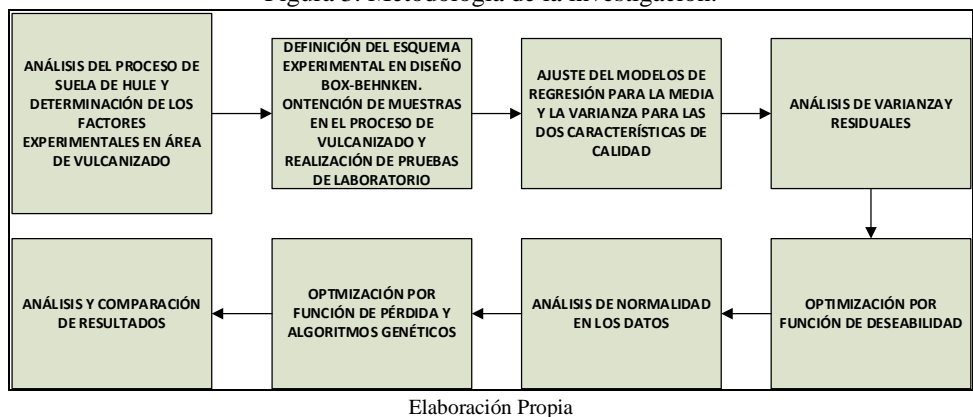 Figura 3. Metodología de la investigación.
ANÁLISIS DEL PROCESO DE
SUELA DE HULE Y
DETERMINACIÓN DE LOS
FACTORES
EXPERIMENTALES EN ÁREA
DE VULCANIZADO
DEFINICIÓN DEL ESQUEMA
EXPERIMENTAL EN DISEÑO
BOX-BEHNKEN.
ONTENCIÓN DE MUESTRAS
EN EL PROCESO DE
VULCANIZADO Y
REALIZACIÓN DE PRUEBAS
DE LABORATORIO
AJUSTE DEL MODELOS DE
REGRESIÓN PARA LA MEDIA
Y LA VARIANZA PARA LAS
DOS CARACTERÍSTICAS DE
CALIDAD
ANÁLISIS DE VARIANZA Y
RESIDUALES
OPTIMIZACIÓN POR
FUNCIÓN DE DESEABILIDAD
ANÁLISIS DE NORMALIDAD
EN LOS DATOS
OPTMIZACIÓN POR
FUNCIÓN DE PÉRDIDA Y
ALGORITMOS GENÉTICOS
ANÁLISIS Y COMPARACIÓN
DE RESULTADOS
Elaboración Propia